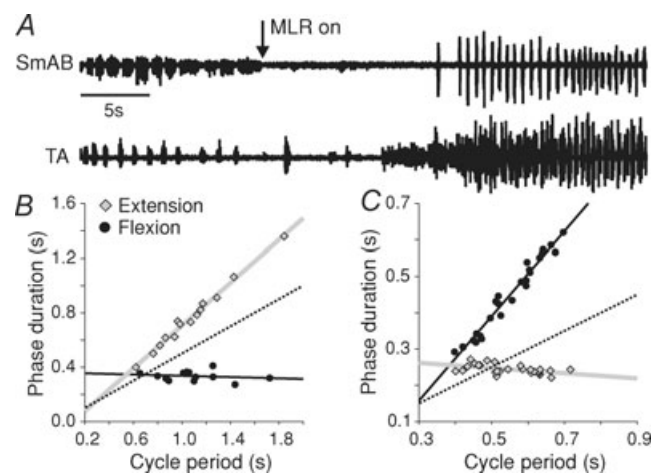 A
MLR on
SmAB
5s
TA
B
1.6
1.2
0.8
0.4
0.0
Phase duration (s)
Extension
Flexion
0.2 0.6 1.0 1.4 1.8
Cycle period (s)
C
0.7
0.5
0.3
0.1
Phase duration (s)
0.3 0.5 0.7 0.9
Cycle period (s)